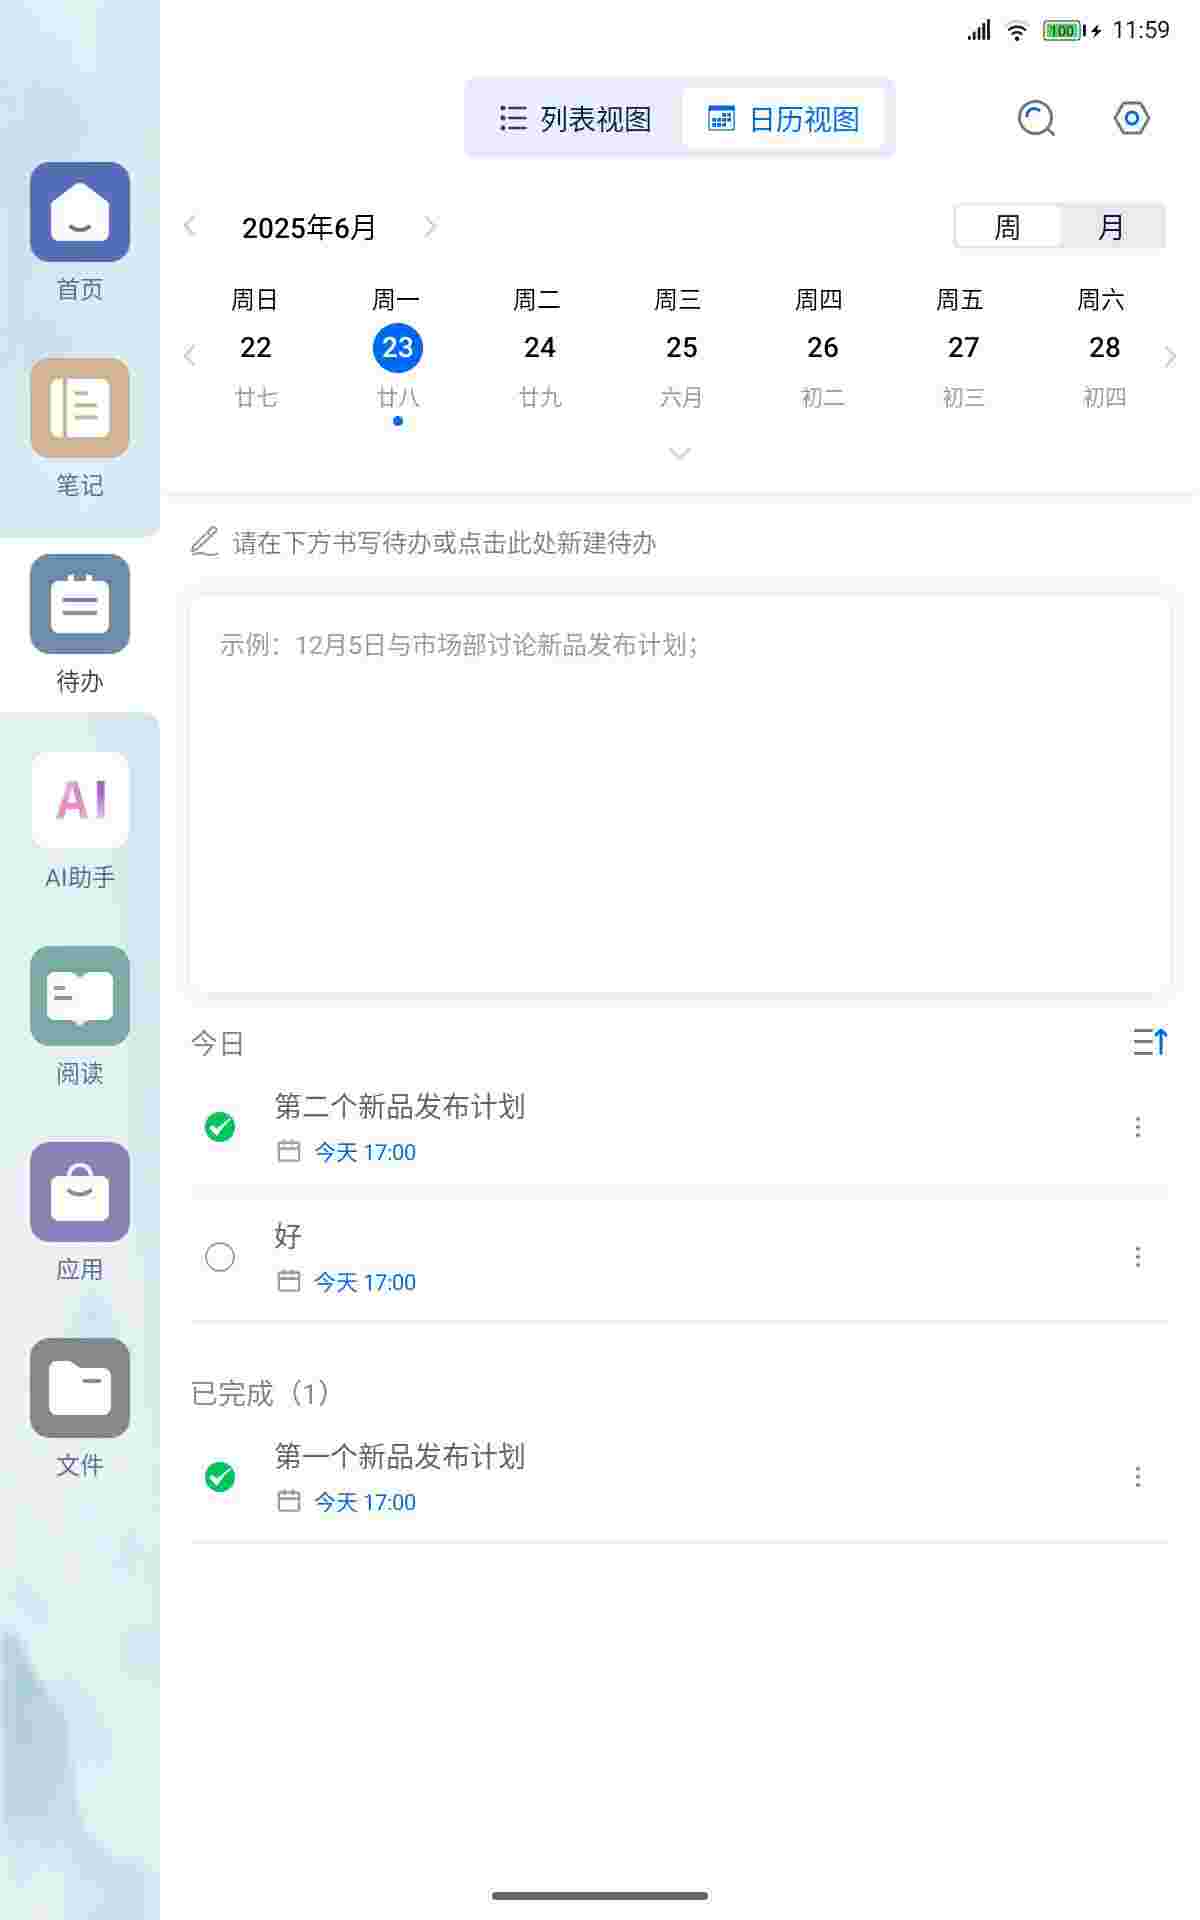 100 11:59
列表视图 日历视图
2025年6月 周 月
周日 周一 周二 周三 周四 周五 周六
22 23 24 25 26 27 28
廿七 廿八 廿九 六月 初二 初三 初四
请在下方书写待办或点击此处新建待办
示例：12月5日与市场部讨论新品发布计划；
今日
第二个新品发布计划
今天 17:00
好
今天 17:00
已完成（1）
第一个新品发布计划
今天 17:00
首页
笔记
待办
AI
AI助手
阅读
应用
文件